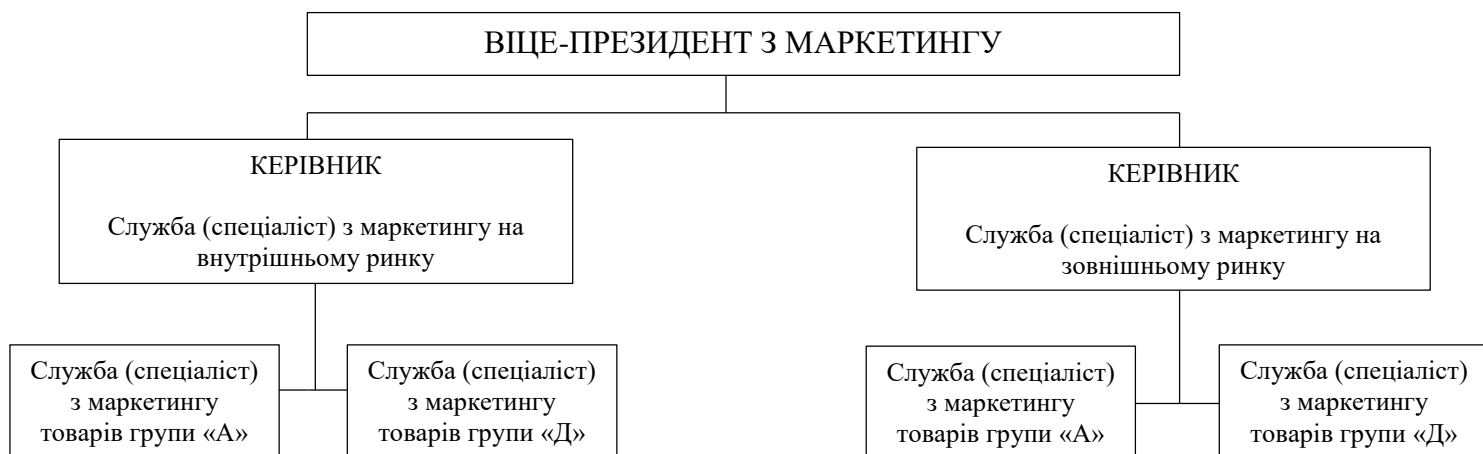 ВІЦЕ-ПРЕЗИДЕНТ З МАРКЕТИНГУ
КЕРІВНИК
Служба (спеціаліст) з маркетингу на
внутрішньому ринку
КЕРІВНИК
Служба (спеціаліст) з маркетингу на
зовнішньому ринку
Служба (спеціаліст)
з маркетингу
товарів групи «А»
Служба (спеціаліст)
з маркетингу
товарів групи «Д»
Служба (спеціаліст)
з маркетингу
товарів групи «А»
Служба (спеціаліст)
з маркетингу
товарів групи «Д»